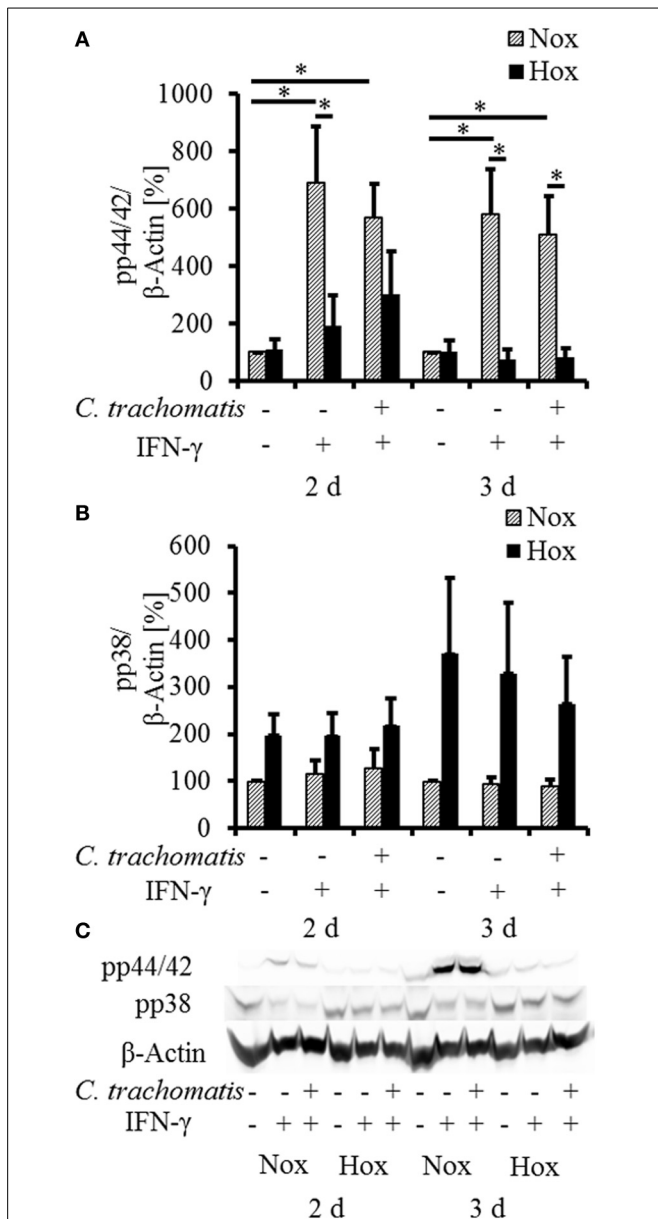 A
Nox
Hox
* *
* * * * *
1000
800
600
400
200
0
pp44/42/
β-Actin [%]
C. trachomatis - - + - - +
IFN-γ - + + - + +
2 d 3 d
B
Nox
Hox
600
500
400
300
200
100
0
pp38/
β-Actin [%]
C. trachomatis - - + - - +
IFN-γ - + + - + +
2 d 3 d
C
pp44/42
pp38
β-Actin
C. trachomatis - - + - - + - - + - - +
IFN-γ - + + - + + - + + - + +
Nox Hox Nox Hox
2 d 3 d